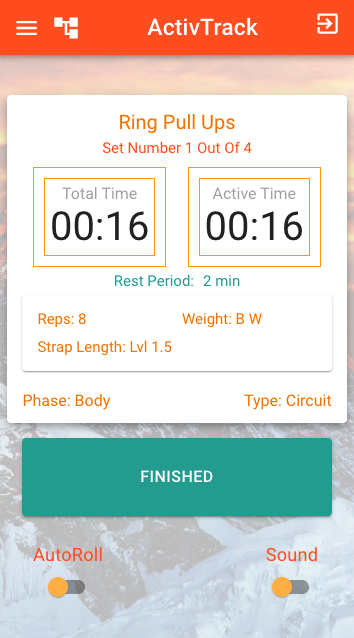 ActivTrack
Ring Pull Ups
Set Number 1 Out Of 4
Total Time Active Time
00:16 00:16
Rest Period: 2 min
Reps: 8 Weight: B W
Strap Length: Lvl 1.5
Phase: Body Type: Circuit
FINISHED
AutoRoll Sound